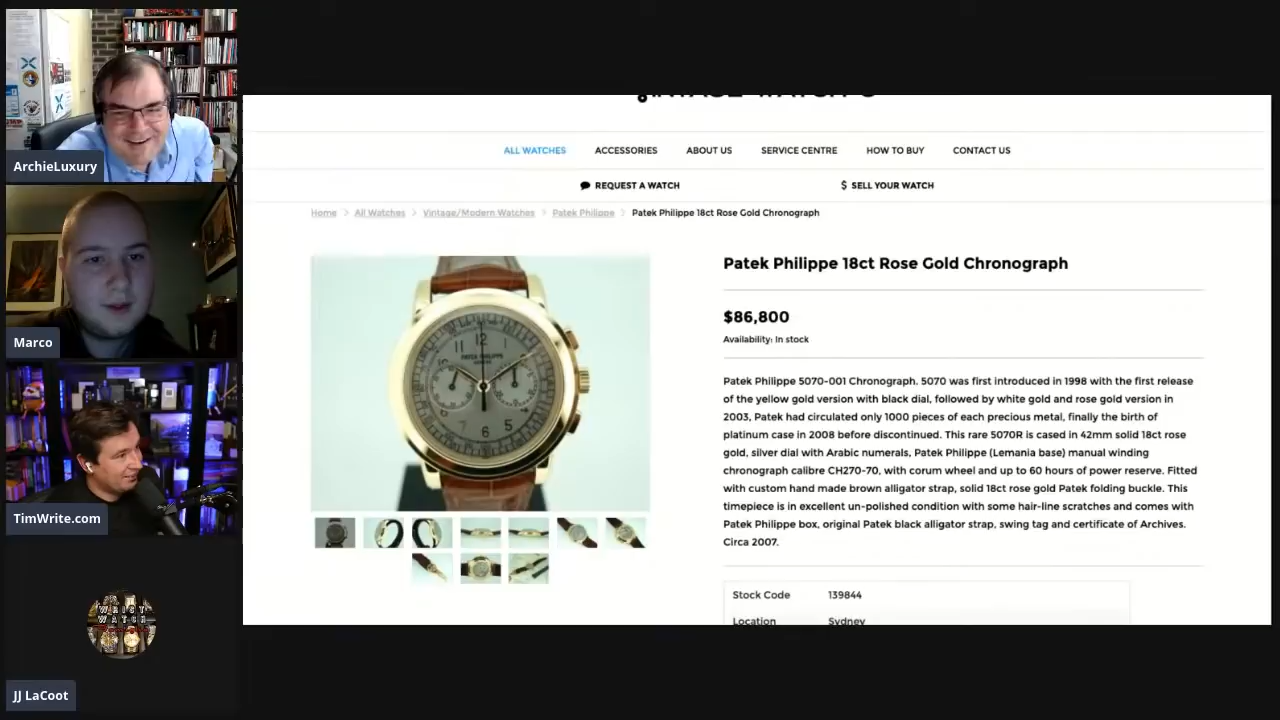 ArchieLuxury
Marco
TimWrite.com
WRIST
WATCH
JJ LaCoot
ALL WATCHES
ACCESSORIES
ABOUT US
SERVICE CENTRE
HOW TO BUY
CONTACT US
REQUEST A WATCH
$ SELL YOUR WATCH
Home > All Watches > Vintage/Modern Watches > Patek Philippe > Patek Philippe 18ct Rose Gold Chronograph
12
PATEK PHILIPPE
6
5
Patek Philippe 18ct Rose Gold Chronograph
$86,800
Availability: In stock
Patek Philippe 5070-001 Chronograph. 5070 was first introduced in 1998 with the first release
of the yellow gold version with black dial, followed by white gold and rose gold version in
2003, Patek had circulated only 1000 pieces of each precious metal, finally the birth of
platinum case in 2008 before discontinued. This rare 5070R is cased in 42mm solid 18ct rose
gold, silver dial with Arabic numerals, Patek Philippe (Lemania base) manual winding
chronograph calibre CH270-70, with corum wheel and up to 60 hours of power reserve. Fitted
with custom hand made brown alligator strap, solid 18ct rose gold Patek folding buckle. This
timepiece is in excellent un-polished condition with some hair-line scratches and comes with
Patek Philippe box, original Patek black alligator strap, swing tag and certificate of Archives.
Circa 2007.
Stock Code 139844
Location Sydney